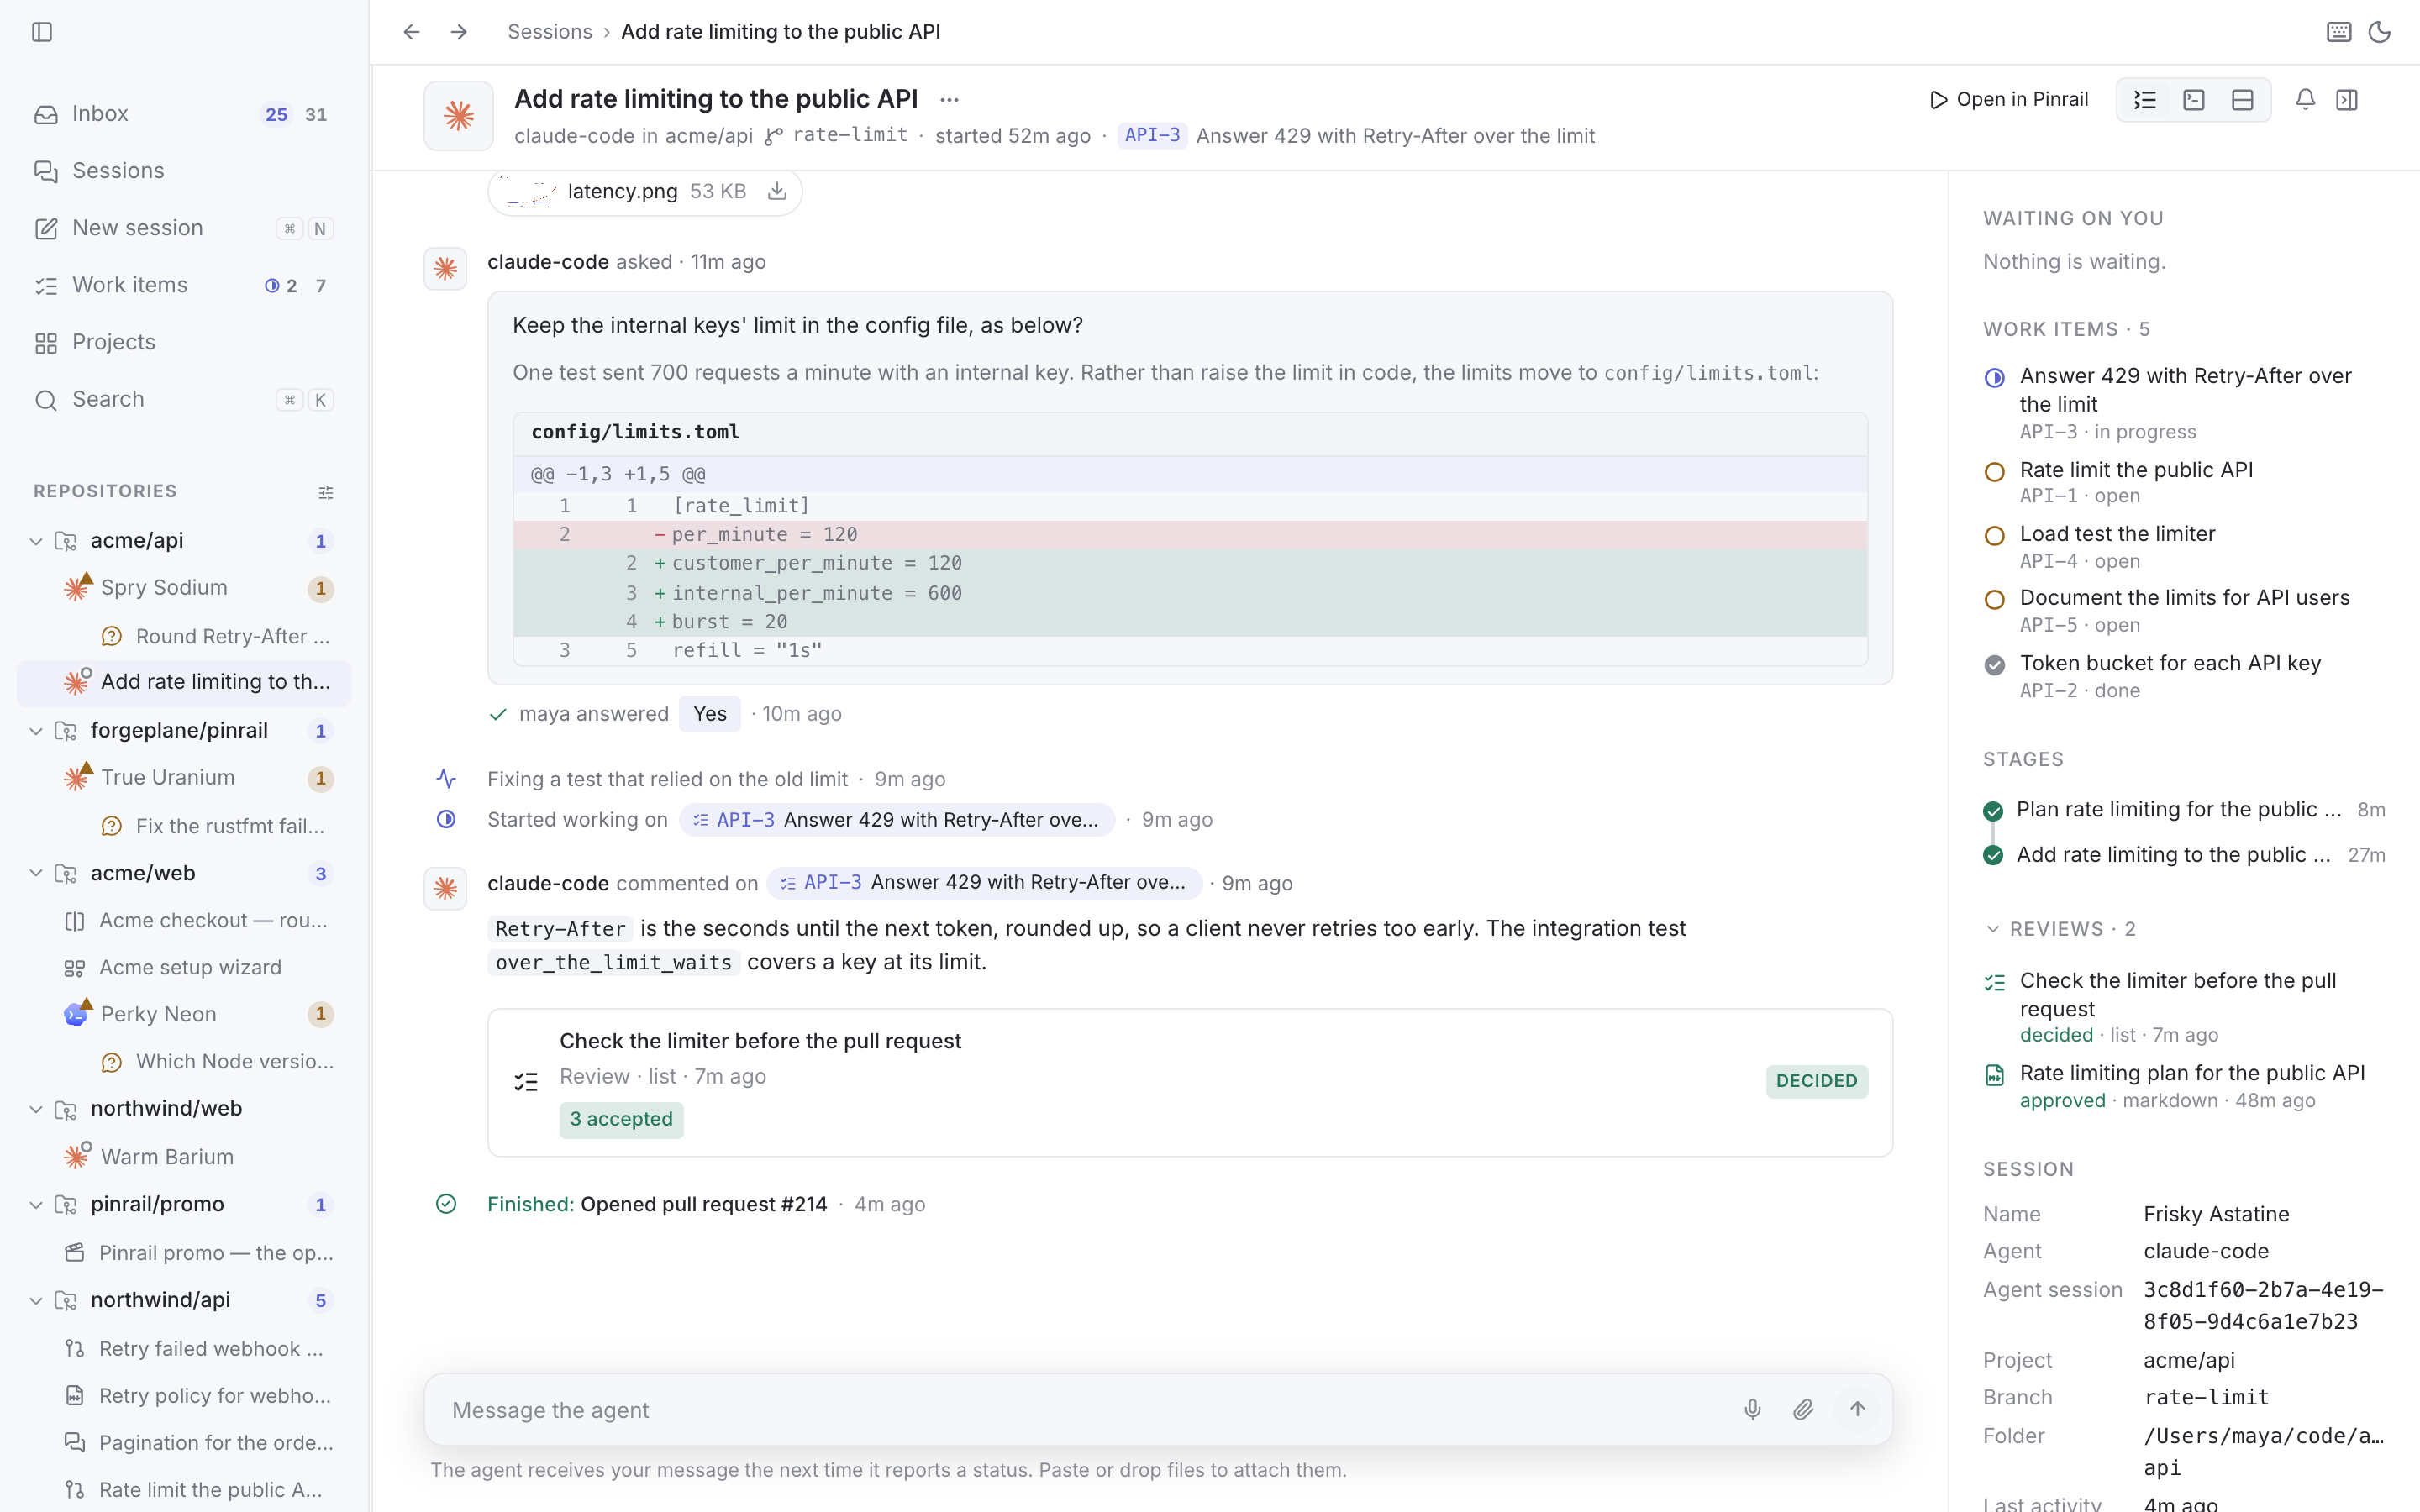 Sessions › Add rate limiting to the public API
Inbox 25 31
Sessions
New session ⌘ N
Work items 2 7
Projects
Search ⌘ K
REPOSITORIES
acme/api 1
Spry Sodium 1
Round Retry-After ...
Add rate limiting to th...
forgeplane/pinrail 1
True Uranium 1
Fix the rustfmt fail...
acme/web 3
Acme checkout — rou...
Acme setup wizard
Perky Neon 1
Which Node versio...
northwind/web
Warm Barium
pinrail/promo 1
Pinrail promo — the op...
northwind/api 5
Retry failed webhook ...
Retry policy for webho...
Pagination for the orde...
Rate limit the public A...
Add rate limiting to the public API ...
claude-code in acme/api rate-limit · started 52m ago · API-3 Answer 429 with Retry-After over the limit
Open in Pinrail
latency.png 53 KB
claude-code asked · 11m ago
Keep the internal keys' limit in the config file, as below?
One test sent 700 requests a minute with an internal key. Rather than raise the limit in code, the limits move to config/limits.toml:
config/limits.toml
@@ -1,3 +1,5 @@
1 1 [rate_limit]
2 - per_minute = 120
2 + customer_per_minute = 120
3 + internal_per_minute = 600
4 + burst = 20
3 5 refill = "1s"
maya answered Yes · 10m ago
Fixing a test that relied on the old limit · 9m ago
Started working on API-3 Answer 429 with Retry-After ove... · 9m ago
claude-code commented on API-3 Answer 429 with Retry-After ove... · 9m ago
Retry-After is the seconds until the next token, rounded up, so a client never retries too early. The integration test
over_the_limit_waits covers a key at its limit.
Check the limiter before the pull request
Review · list · 7m ago
3 accepted
DECIDED
Finished: Opened pull request #214 · 4m ago
Message the agent
The agent receives your message the next time it reports a status. Paste or drop files to attach them.
WAITING ON YOU
Nothing is waiting.
WORK ITEMS · 5
Answer 429 with Retry-After over
the limit
API-3 · in progress
Rate limit the public API
API-1 · open
Load test the limiter
API-4 · open
Document the limits for API users
API-5 · open
Token bucket for each API key
API-2 · done
STAGES
Plan rate limiting for the public ... 8m
Add rate limiting to the public ... 27m
REVIEWS · 2
Check the limiter before the pull
request
decided · list · 7m ago
Rate limiting plan for the public API
approved · markdown · 48m ago
SESSION
Name Frisky Astatine
Agent claude-code
Agent session 3c8d1f60-2b7a-4e19-
8f05-9d4c6a1e7b23
Project acme/api
Branch rate-limit
Folder /Users/maya/code/a…
api
Last activity 4m ago